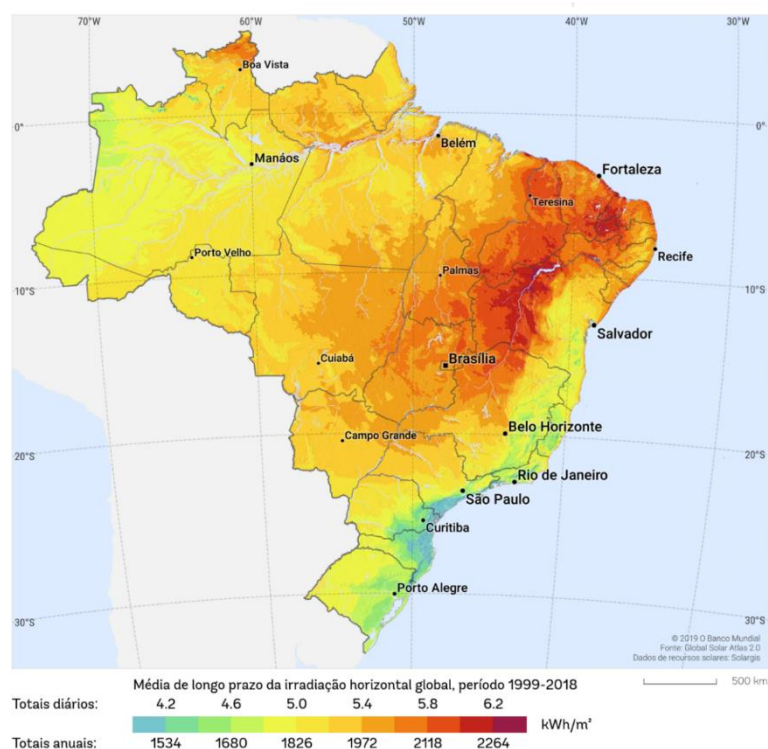 70°W 60°W 50°W 40°W 30°W
Boa Vista
0° 0°
Belém
Manáos
Fortaleza
Teresina
Porto Velho
Recife
Palmas
10°S 10°S
Salvador
Cuiabá
Brasília
Belo Horizonte
Campo Grande
20°S 20°S
Rio de Janeiro
São Paulo
Curitiba
Porto Alegre
30°S 30°S
© 2019 O Banco Mundial
Fonte: Global Solar Atlas 2.0
Dados de recursos solares: Solargis
Média de longo prazo da irradiação horizontal global, período 1999-2018
500 km
Totais diários: 4.2 4.6 5.0 5.4 5.8 6.2
kWh/m²
Totais anuais: 1534 1680 1826 1972 2118 2264